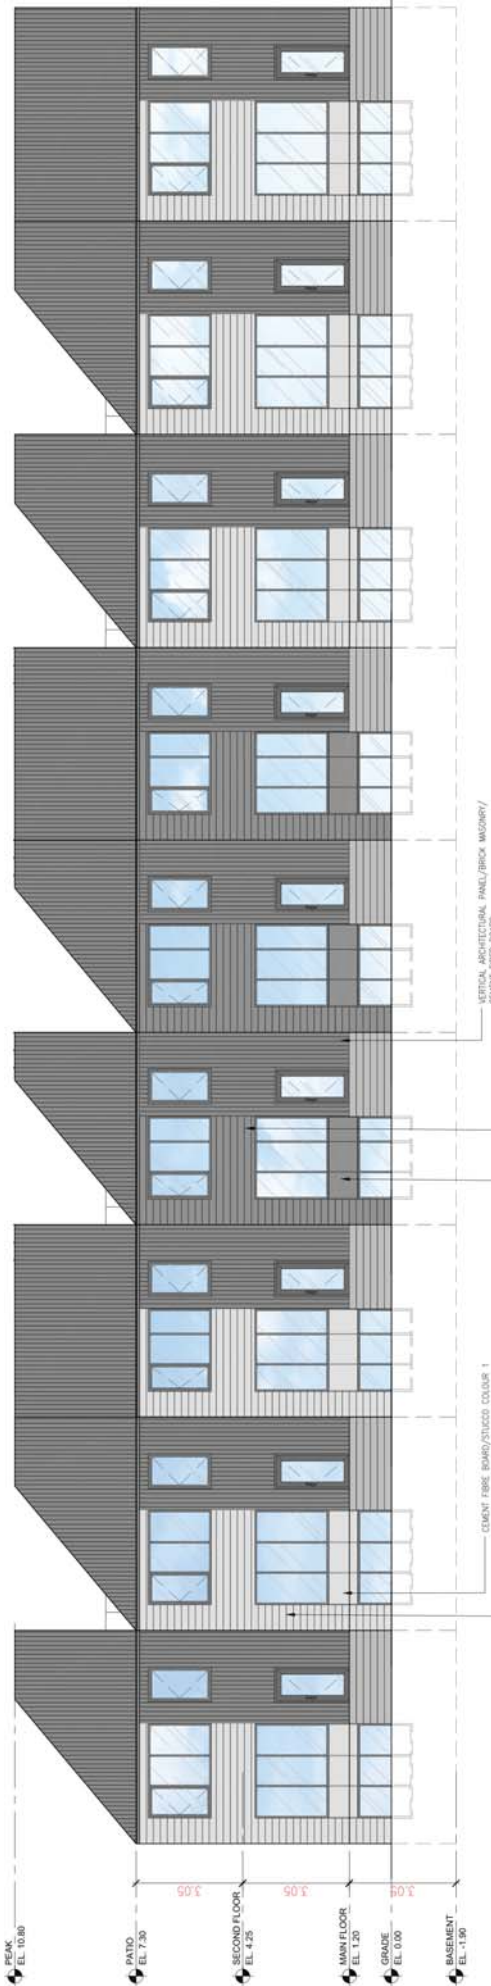 PEAK
EL. 10.80
PATIO
EL. 7.30
SECOND FLOOR
EL. 4.25
MAIN FLOOR
EL. 1.20
GRADE
EL. 0.00
BASEMENT
EL. -1.90
3.05
3.05
3.05
CEMENT FIBRE BOARD/STUCCO COLOUR 1
VERTICAL ARCHITECTURAL PANEL/BRICK MASONRY/